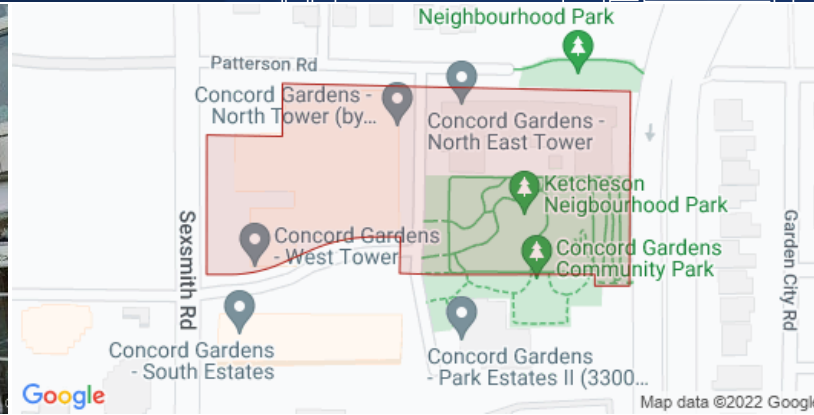 Neighbourhood Park
Patterson Rd
Concord Gardens -
North Tower (by...
Concord Gardens -
North East Tower
Ketcheson
Neigbourhood Park
Sexsmith Rd
Concord Gardens
- West Tower
Concord Gardens
Community Park
Garden City Rd
Concord Gardens
- South Estates
Concord Gardens
- Park Estates II (3300...
Google
Map data ©2022 Google